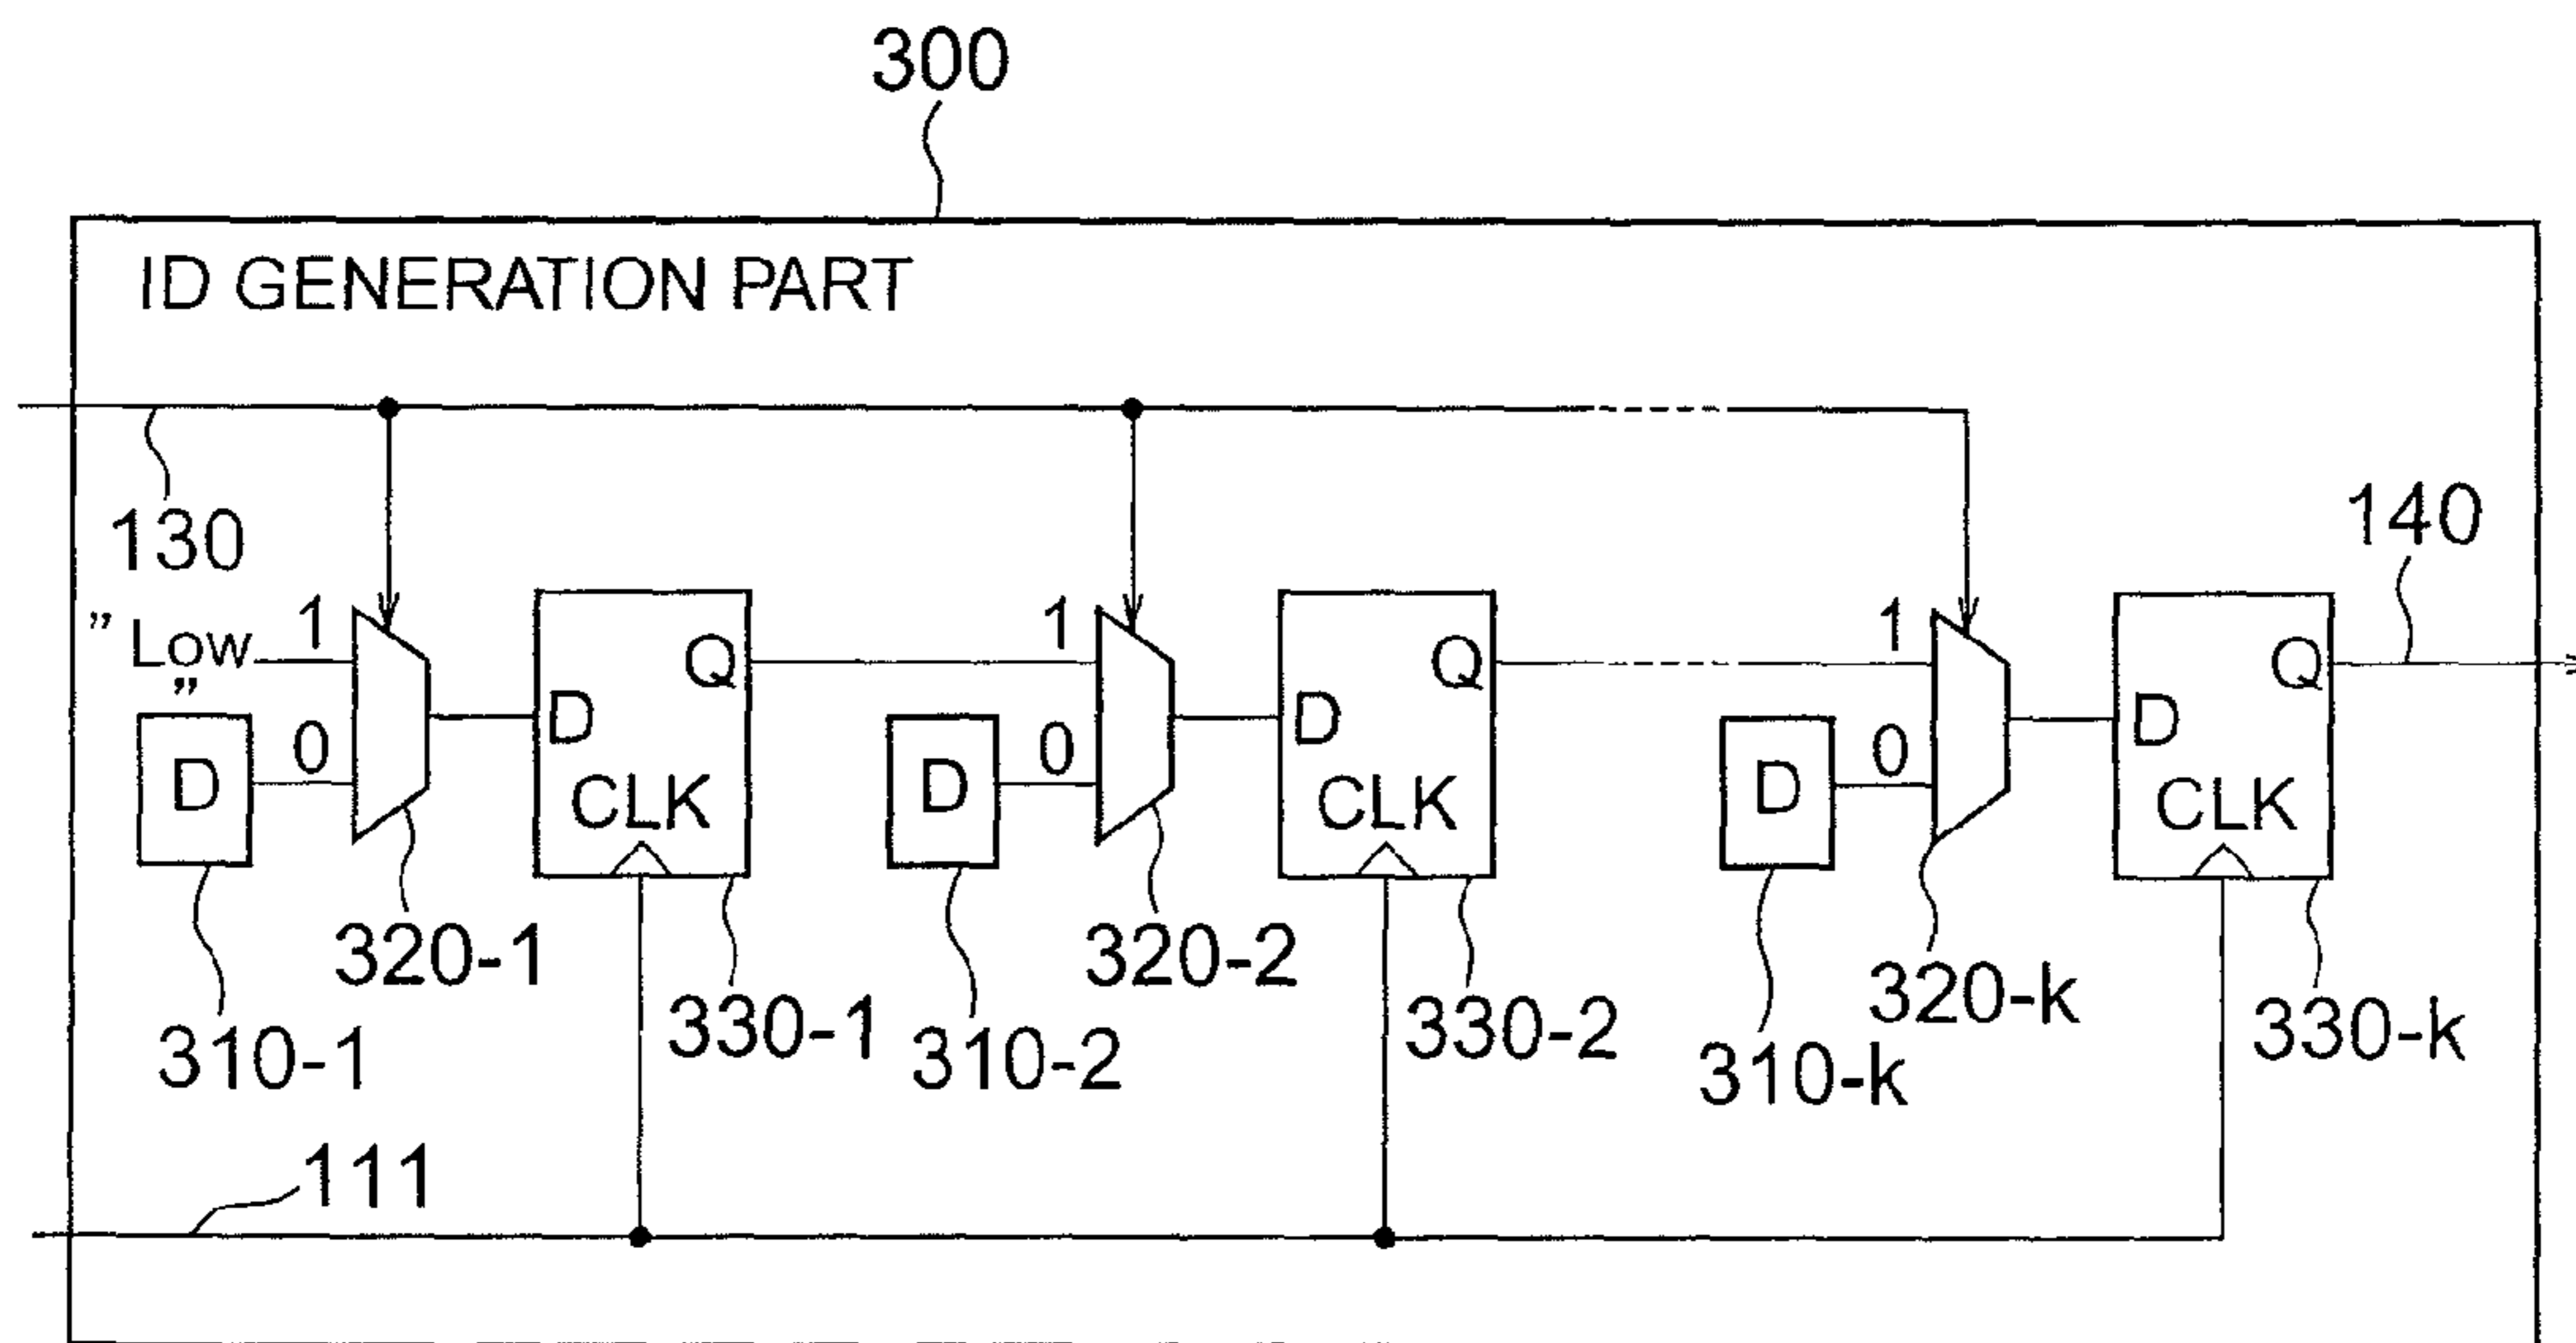 300
ID GENERATION PART
130
140
” Low
”
1
0
D
D
Q
CLK
1
0
D
D
Q
CLK
1
0
D
D
Q
CLK
320-1
320-2
320-k
310-1
330-1
310-2
330-2
310-k
330-k
111